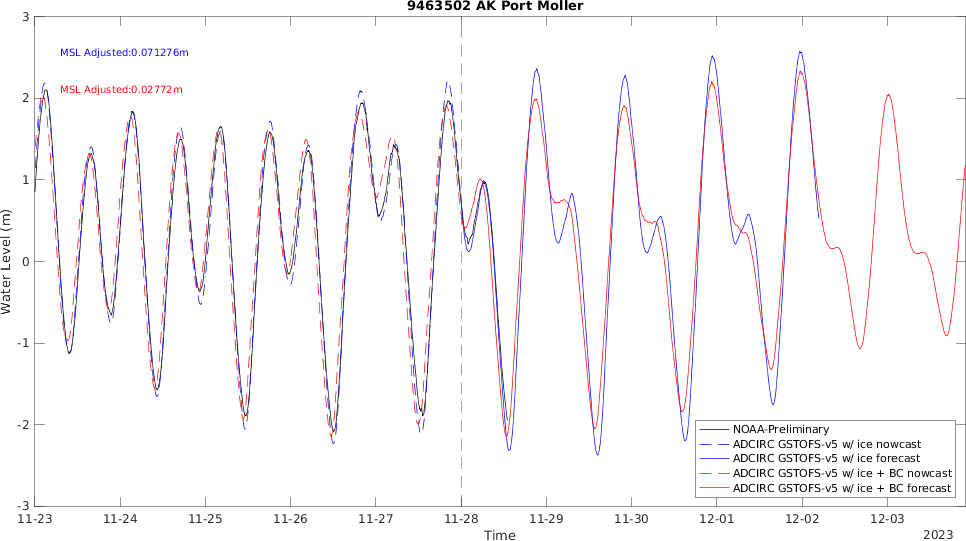 9463502 AK Port Moller
MSL Adjusted:0.071276m
MSL Adjusted:0.02772m
Water Level (m)
3
2
1
0
-1
-2
-3
NOAA-Preliminary
ADCIRC GSTOFS-v5 w/ ice nowcast
ADCIRC GSTOFS-v5 w/ ice forecast
ADCIRC GSTOFS-v5 w/ ice + BC nowcast
ADCIRC GSTOFS-v5 w/ ice + BC forecast
11-23 11-24 11-25 11-26 11-27 11-28 11-29 11-30 12-01 12-02 12-03
Time
2023